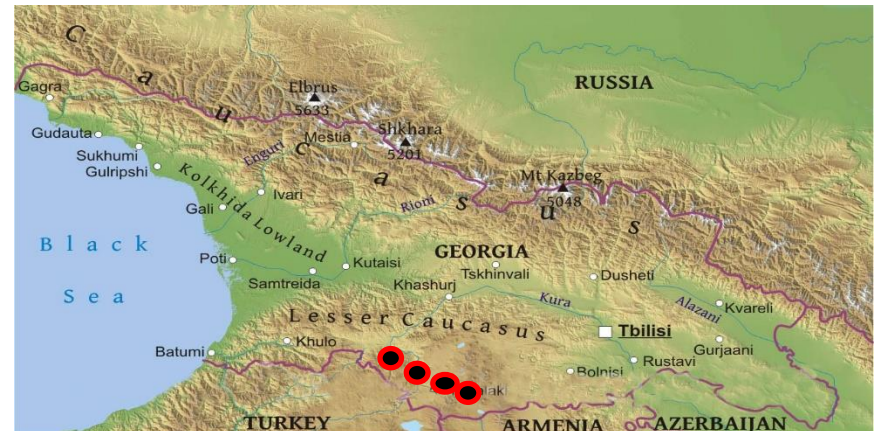 Caucasus
RUSSIA
Elbrus
5633
Gagra
Shkhara
5201
Mestia
Gudauta
Sukhumi
Gulripshi
Enguri
Mt Kazbeg
5048
Kolkhida Lowland
Ivari
Gali
Rioni
Black
Sea
GEORGIA
Poti
Kutaisi
Tskhinvali
Dusheti
Samtreida
Khashurj
Kura
Alazani
Kvareli
Lesser Caucasus
Tbilisi
Khulo
Batumi
Gurjaani
Rustavi
Bolnisi
TURKEY
ARMENIA
AZERBAIJAN